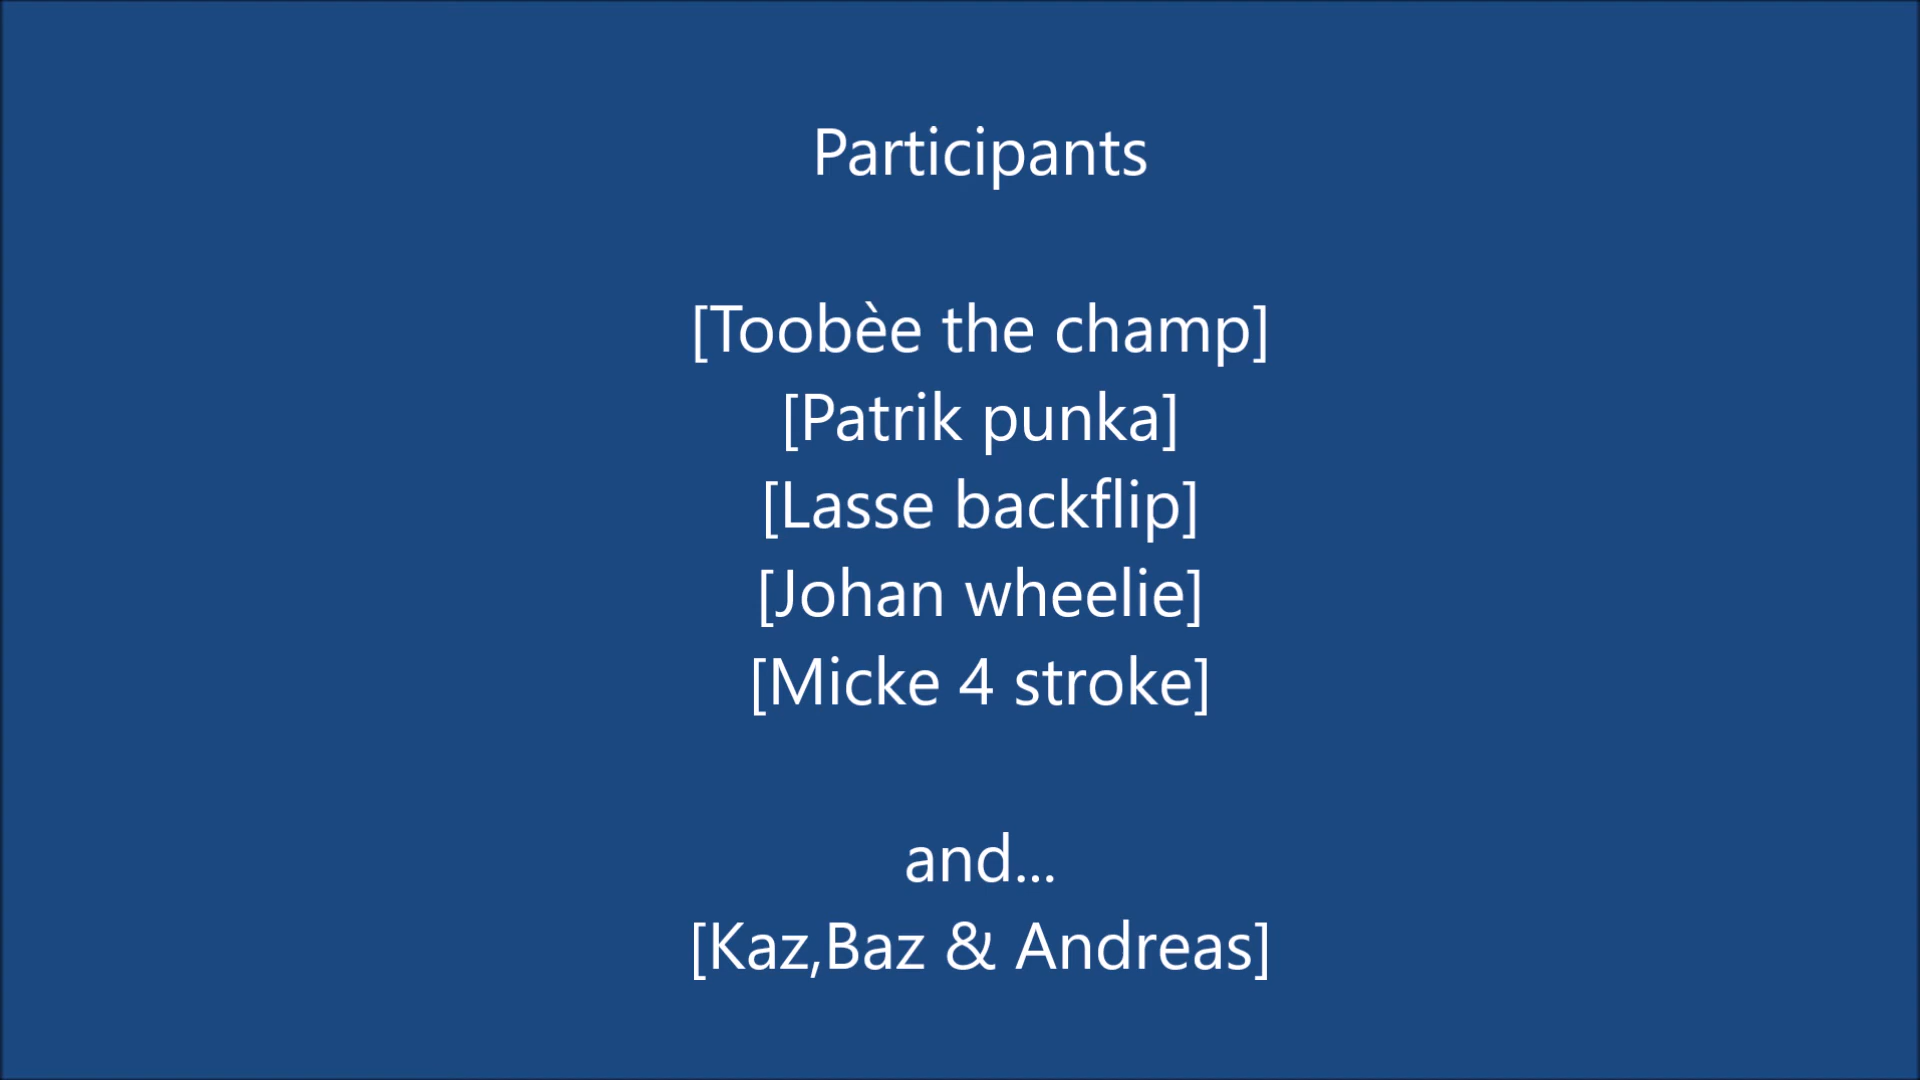 Participants
[Toobèe the champ]
[Patrik punka]
[Lasse backflip]
[Johan wheelie]
[Micke 4 stroke]
and...
[Kaz,Baz & Andreas]